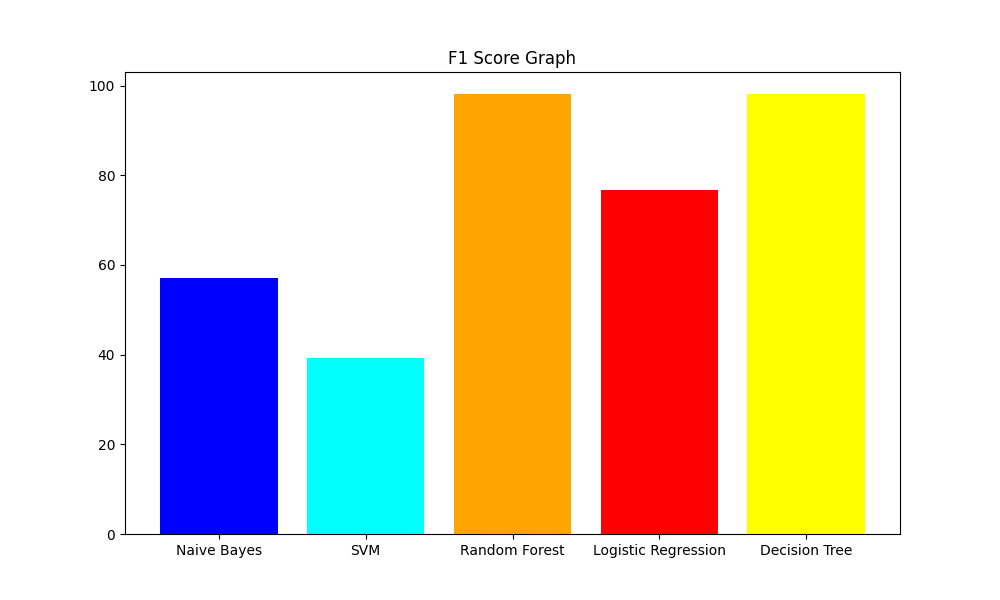 F1 Score Graph
100
80
60
40
20
0
Naive Bayes
SVM
Random Forest
Logistic Regression
Decision Tree